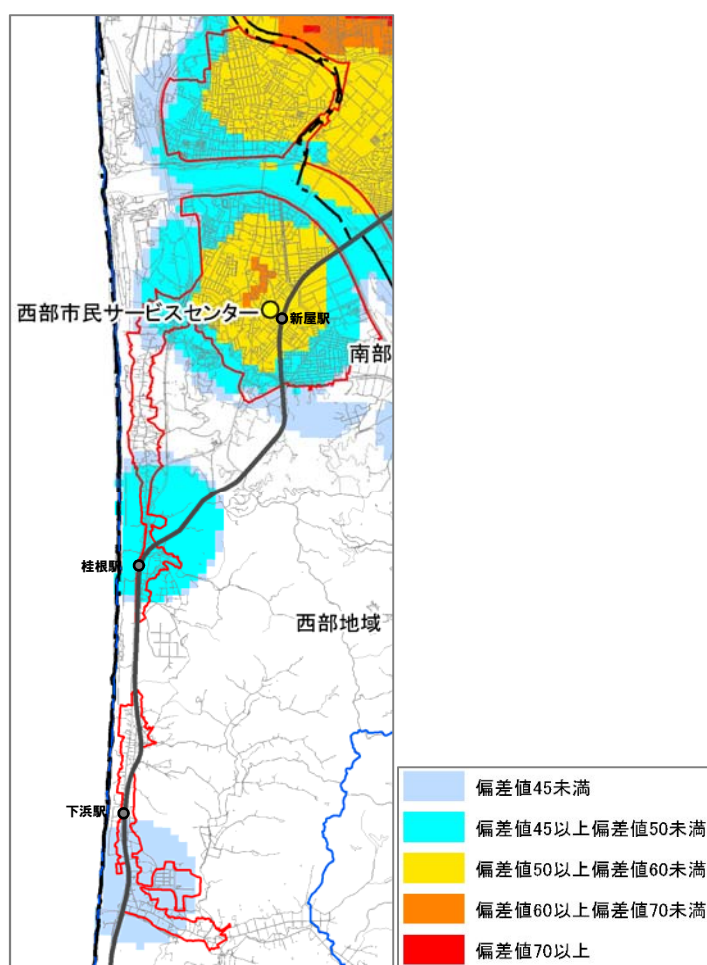 西部市民サービスセンター
新屋駅
南部
桂根駅
西部地域
下浜駅
偏差値45未満
偏差値45以上偏差値50未満
偏差値50以上偏差値60未満
偏差値60以上偏差値70未満
偏差値70以上